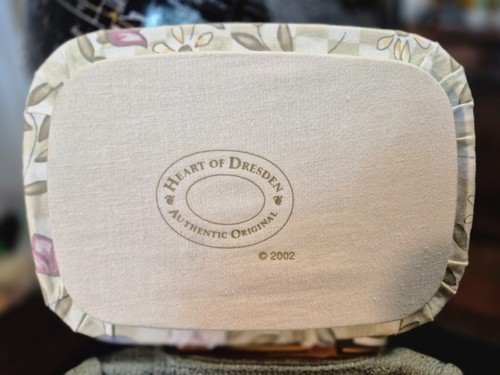 HEART OF DRESDEN
AUTHENTIC ORIGINAL
© 2002